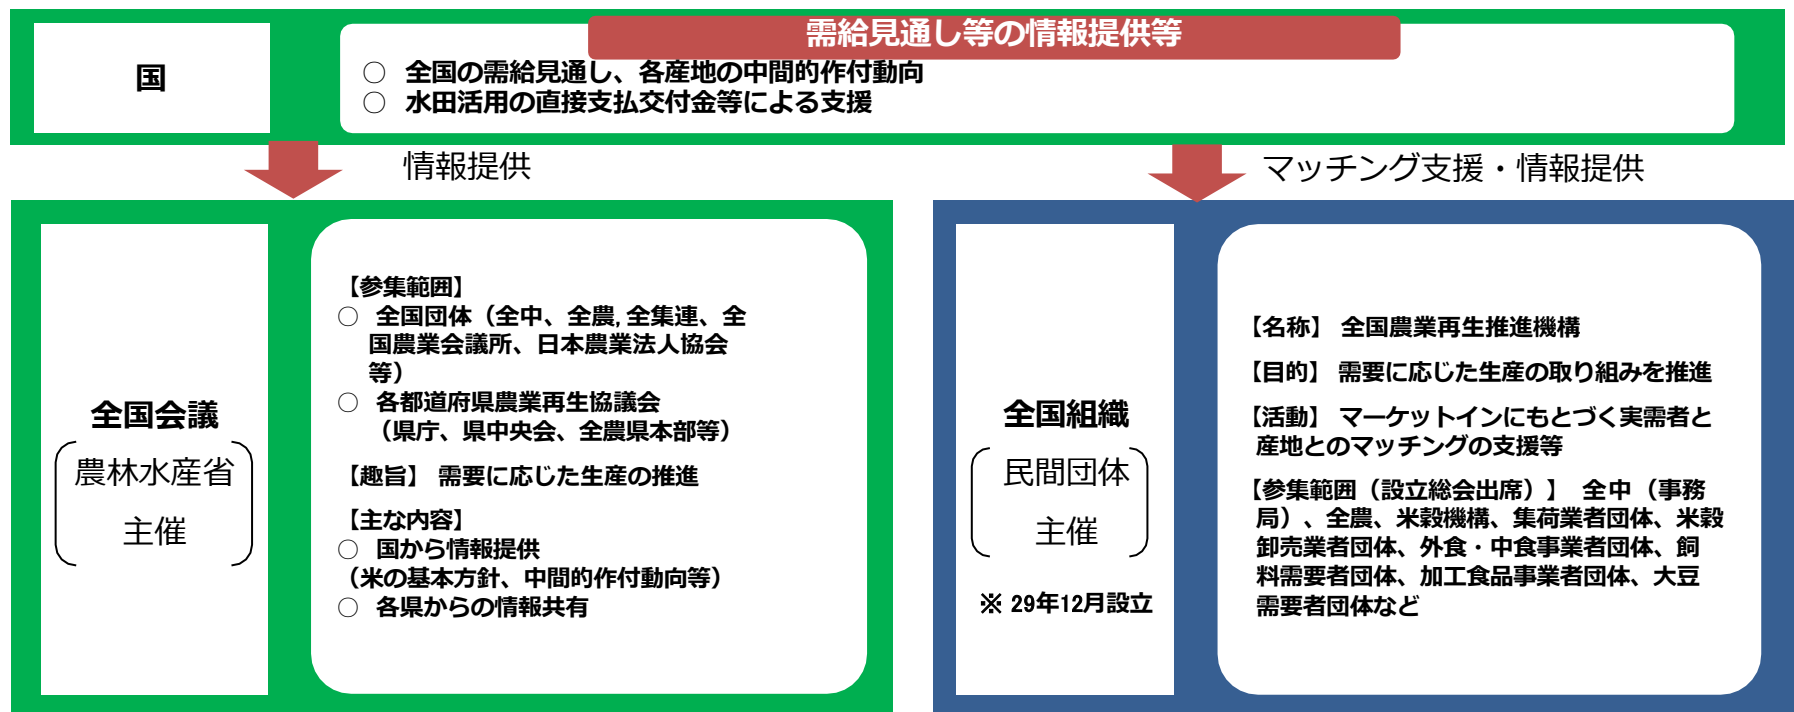 需給見通し等の情報提供等
国
○ 全国の需給見通し、各産地の中間的作付動向
○ 水田活用の直接支払交付金等による支援
情報提供
マッチング支援・情報提供
全国会議
農林水産省
主催
【参集範囲】
○ 全国団体（全中、全農,全集連、全
国農業会議所、日本農業法人協会
等）
○ 各都道府県農業再生協議会
（県庁、県中央会、全農県本部等）
【趣旨】 需要に応じた生産の推進
【主な内容】
○ 国から情報提供
（米の基本方針、中間的作付動向等）
○ 各県からの情報共有
全国組織
民間団体
主催
※ 29年12月設立
【名称】 全国農業再生推進機構
【目的】 需要に応じた生産の取り組みを推進
【活動】 マーケットインにもとづく実需者と
産地とのマッチングの支援等
【参集範囲（設立総会出席）】 全中（事務
局）、全農、米穀機構、集荷業者団体、米穀
卸売業者団体、外食・中食事業者団体、飼
料需要者団体、加工食品事業者団体、大豆
需要者団体など